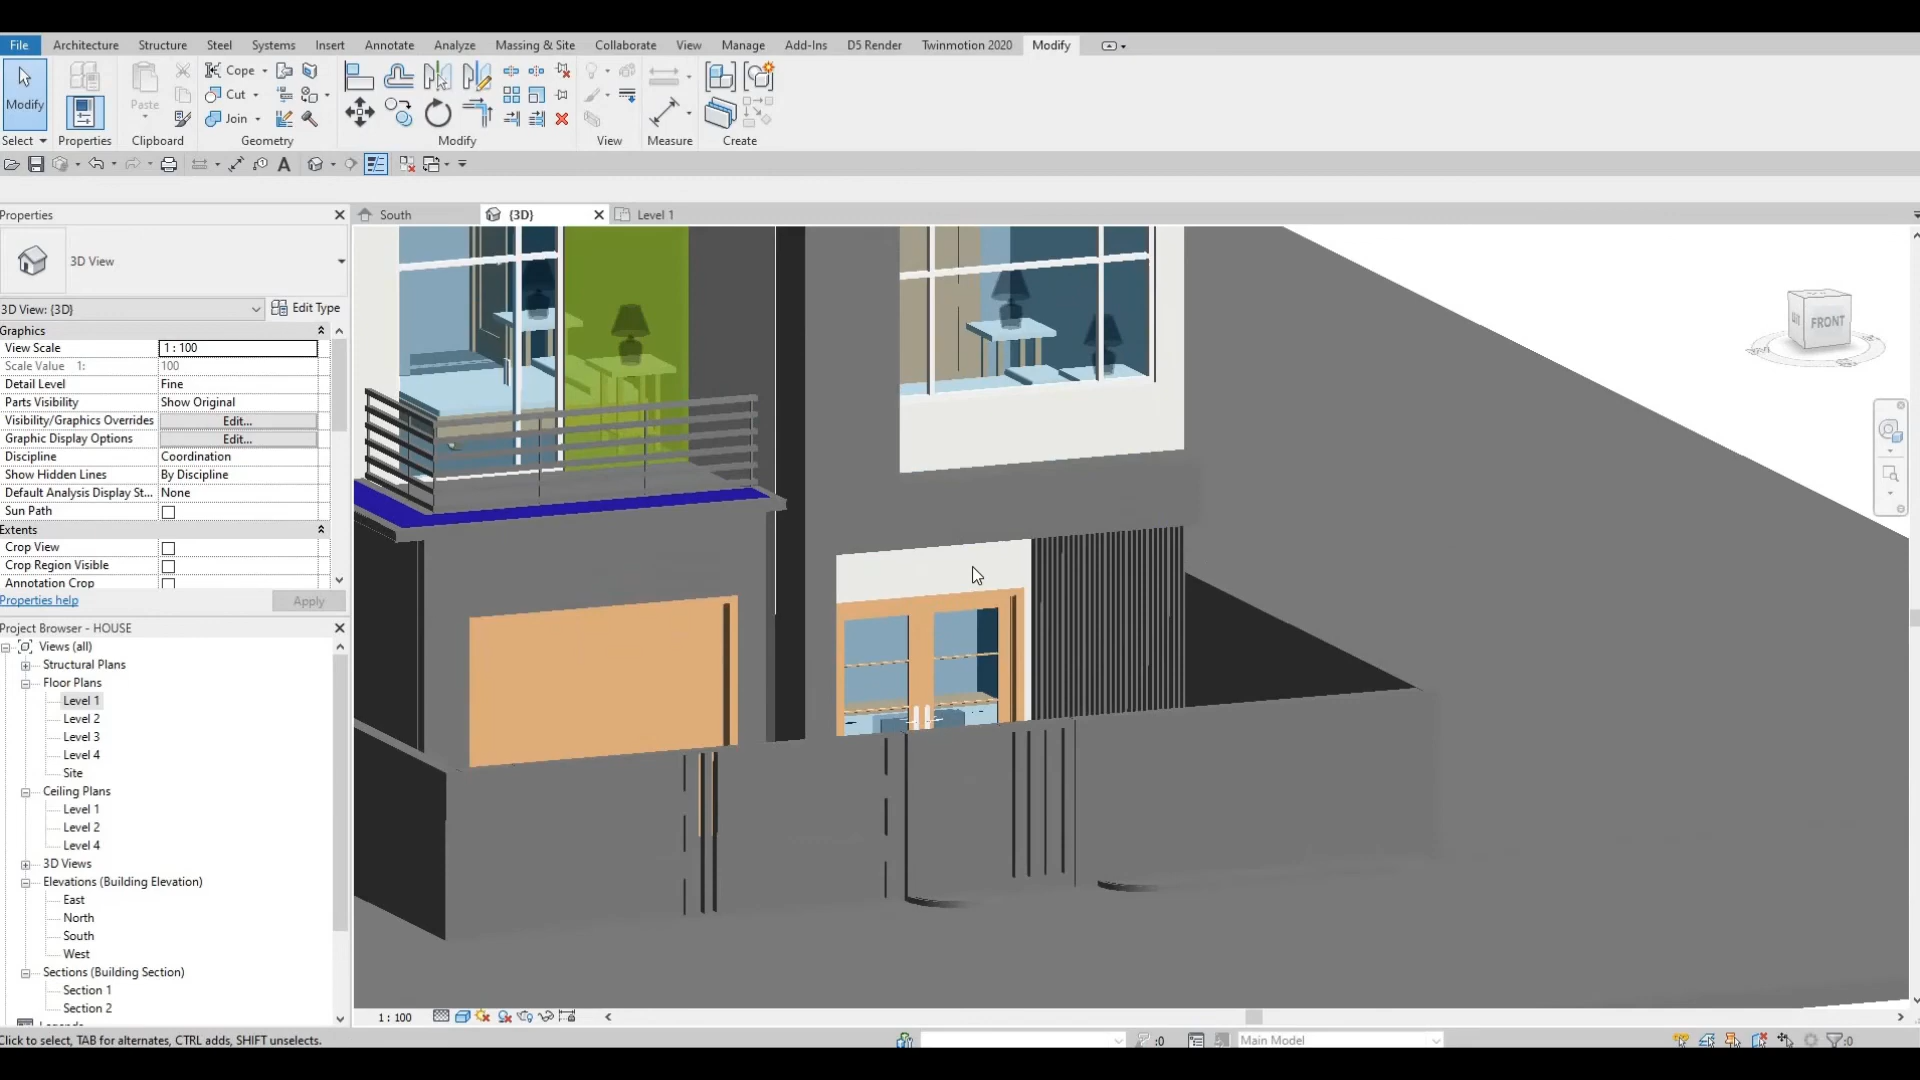 File Architecture Structure Steel Systems Insert Annotate Analyze Massing & Site Collaborate View Manage Add-Ins D5 Render Twinmotion 2020 Modify
Cope
Cut
Join
Modify
Paste
Select Properties Clipboard Geometry Modify View Measure Create
A
Properties
South {3D} Level 1
3D View
3D View: {3D} Edit Type
Graphics
View Scale 1 : 100
Scale Value 1: 100
Detail Level Fine
Parts Visibility Show Original
Visibility/Graphics Overrides Edit...
Graphic Display Options Edit...
Discipline Coordination
Show Hidden Lines By Discipline
Default Analysis Display St... None
Sun Path
Extents
Crop View
Crop Region Visible
Annotation Crop
Properties help Apply
FRONT
Project Browser - HOUSE
Views (all)
Structural Plans
Floor Plans
Level 1
Level 2
Level 3
Level 4
Site
Ceiling Plans
Level 1
Level 2
Level 4
3D Views
Elevations (Building Elevation)
East
North
South
West
Sections (Building Section)
Section 1
Section 2
1 : 100
Click to select, TAB for alternates, CTRL adds, SHIFT unselects.
:0
Main Model
:0